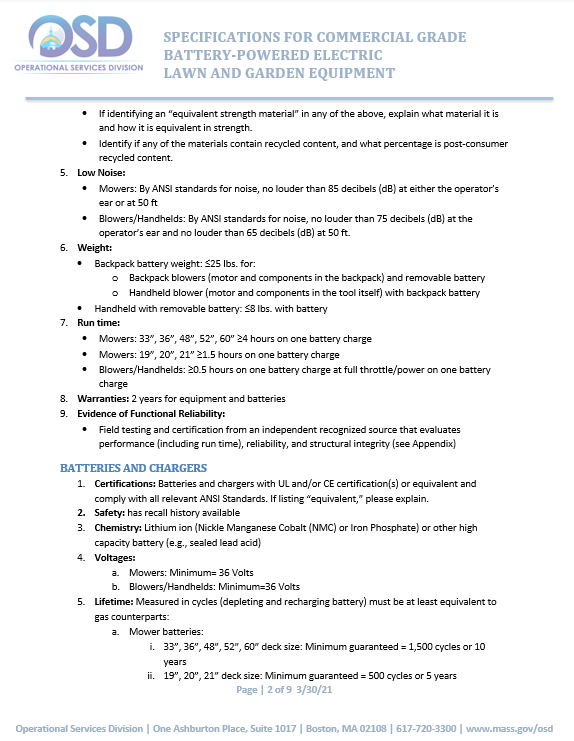 OSD
OPERATIONAL SERVICES DIVISION
SPECIFICATIONS FOR COMMERCIAL GRADE
BATTERY-POWERED ELECTRIC
LAWN AND GARDEN EQUIPMENT
• If identifying an “equivalent strength material” in any of the above, explain what material it is
and how it is equivalent in strength.
• Identify if any of the materials contain recycled content, and what percentage is post-consumer
recycled content.
5. Low Noise:
• Mowers: By ANSI standards for noise, no louder than 85 decibels (dB) at either the operator’s
ear or at 50 ft
• Blowers/Handhelds: By ANSI standards for noise, no louder than 75 decibels (dB) at the
operator’s ear and no louder than 65 decibels (dB) at 50 ft.
6. Weight:
• Backpack battery weight: ≤25 lbs. for:
o Backpack blowers (motor and components in the backpack) and removable battery
o Handheld blower (motor and components in the tool itself) with backpack battery
• Handheld with removable battery: ≤8 lbs. with battery
7. Run time:
• Mowers: 33”, 36”, 48”, 52”, 60” ≥4 hours on one battery charge
• Mowers: 19”, 20”, 21” ≥1.5 hours on one battery charge
• Blowers/Handhelds: ≥0.5 hours on one battery charge at full throttle/power on one battery
charge
8. Warranties: 2 years for equipment and batteries
9. Evidence of Functional Reliability:
• Field testing and certification from an independent recognized source that evaluates
performance (including run time), reliability, and structural integrity (see Appendix)
BATTERIES AND CHARGERS
1. Certifications: Batteries and chargers with UL and/or CE certification(s) or equivalent and
comply with all relevant ANSI Standards. If listing “equivalent,” please explain.
2. Safety: has recall history available
3. Chemistry: Lithium ion (Nickle Manganese Cobalt (NMC) or Iron Phosphate) or other high
capacity battery (e.g., sealed lead acid)
4. Voltages:
a. Mowers: Minimum= 36 Volts
b. Blowers/Handhelds: Minimum=36 Volts
5. Lifetime: Measured in cycles (depleting and recharging battery) must be at least equivalent to
gas counterparts:
a. Mower batteries:
i. 33”, 36”, 48”, 52”, 60” deck size: Minimum guaranteed = 1,500 cycles or 10
years
ii. 19”, 20”, 21” deck size: Minimum guaranteed = 500 cycles or 5 years
Page | 2 of 9 3/30/21
Operational Services Division | One Ashburton Place, Suite 1017 | Boston, MA 02108 | 617-720-3300 | www.mass.gov/osd